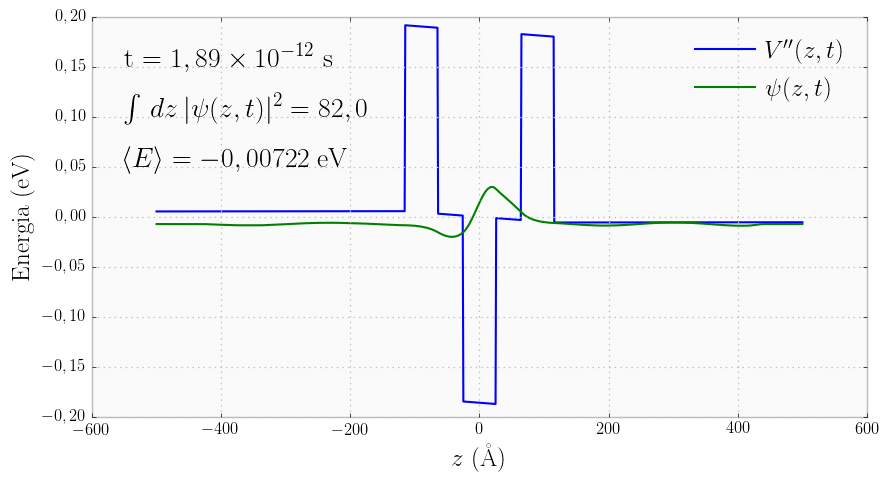 t = 1,89 × 10⁻¹² s
∫ dz |ψ(z, t)|² = 82,0
⟨E⟩ = −0,00722 eV
V′′(z, t)
ψ(z, t)
Energia (eV)
0,20
0,15
0,10
0,05
0,00
−0,05
−0,10
−0,15
−0,20
−600 −400 −200 0 200 400 600
z (Å)